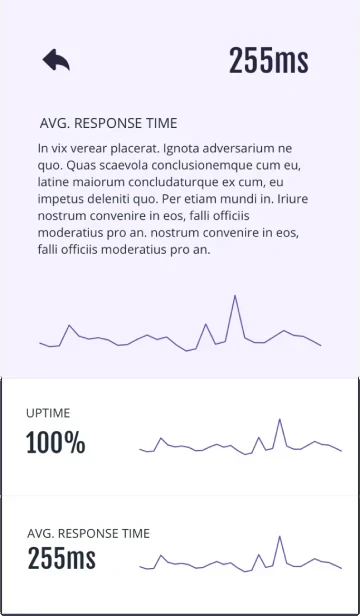 255ms
AVG. RESPONSE TIME
In vix verear placerat. Ignota adversarium ne
quo. Quas scaevola conclusionemque cum eu,
latine maiorum concludaturque ex cum, eu
impetus deleniti quo. Per etiam mundi in. Iriure
nostrum convenire in eos, falli officiis
moderatius pro an. nostrum convenire in eos,
falli officiis moderatius pro an.
UPTIME
100%
AVG. RESPONSE TIME
255ms